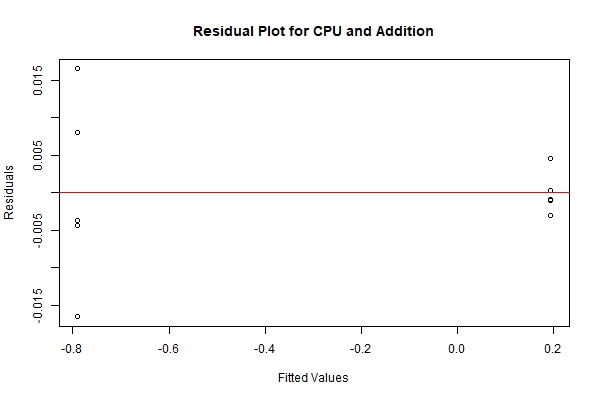 Residual Plot for CPU and Addition
0.015
0.005
-0.005
-0.015
Residuals
-0.8 -0.6 -0.4 -0.2 0.0 0.2
Fitted Values